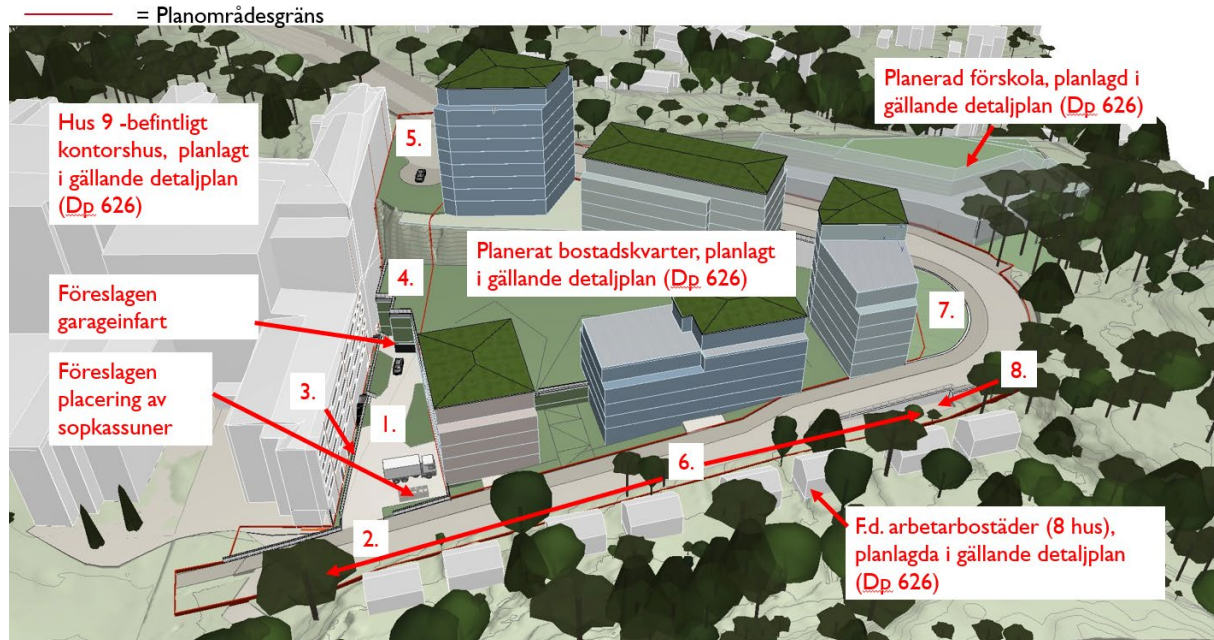 = Planområdesgräns
Hus 9 -befintligt
kontorshus, planlagt
i gällande detaljplan
(Dp 626)
5.
Planerad förskola, planlagd i
gällande detaljplan (Dp 626)
Planerat bostadskvarter, planlagt
i gällande detaljplan (Dp 626)
4.
Föreslagen
garageinfart
7.
Föreslagen
placering av
sopkassuner
3.
1.
8.
6.
2.
F.d. arbetarbostäder (8 hus),
planlagda i gällande detaljplan
(Dp 626)